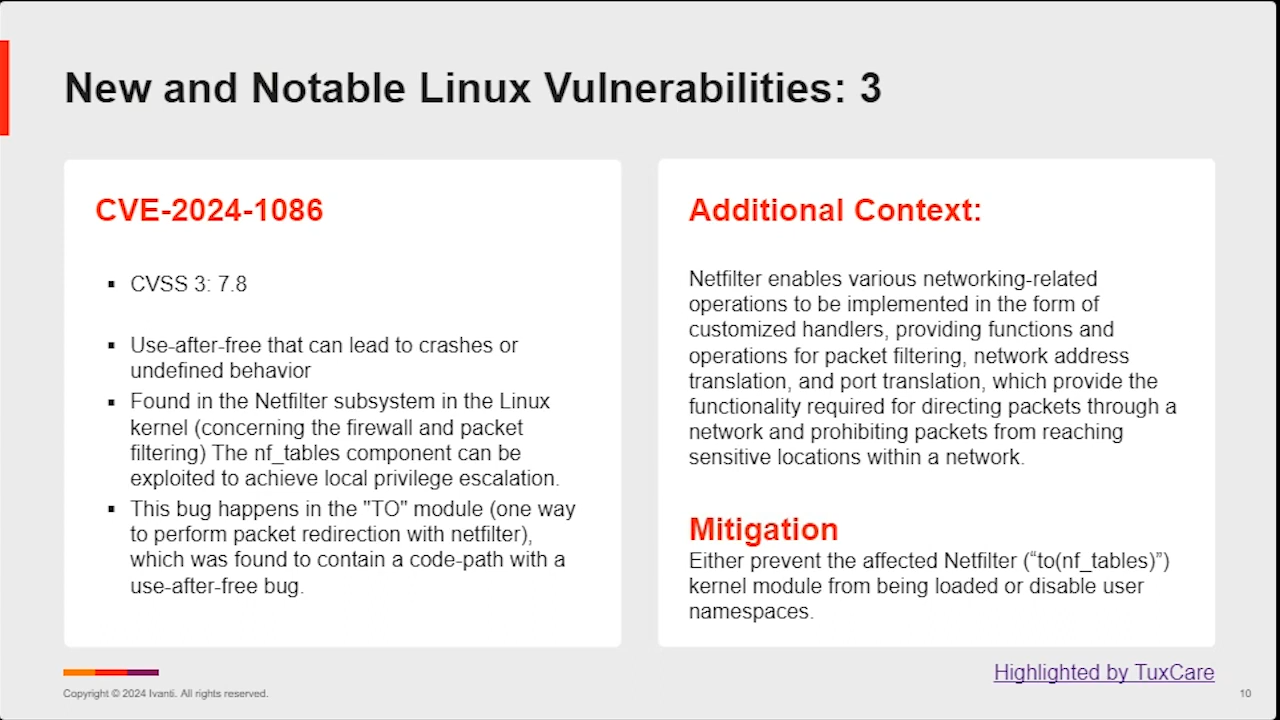 New and Notable Linux Vulnerabilities: 3
CVE-2024-1086
▪ CVSS 3: 7.8
▪ Use-after-free that can lead to crashes or
undefined behavior
▪ Found in the Netfilter subsystem in the Linux
kernel (concerning the firewall and packet
filtering) The nf_tables component can be
exploited to achieve local privilege escalation.
▪ This bug happens in the "TO" module (one way
to perform packet redirection with netfilter),
which was found to contain a code-path with a
use-after-free bug.
Additional Context:
Netfilter enables various networking-related
operations to be implemented in the form of
customized handlers, providing functions and
operations for packet filtering, network address
translation, and port translation, which provide the
functionality required for directing packets through a
network and prohibiting packets from reaching
sensitive locations within a network.
Mitigation
Either prevent the affected Netfilter (“to(nf_tables)”)
kernel module from being loaded or disable user
namespaces.
Highlighted by TuxCare
Copyright © 2024 Ivanti. All rights reserved.
10